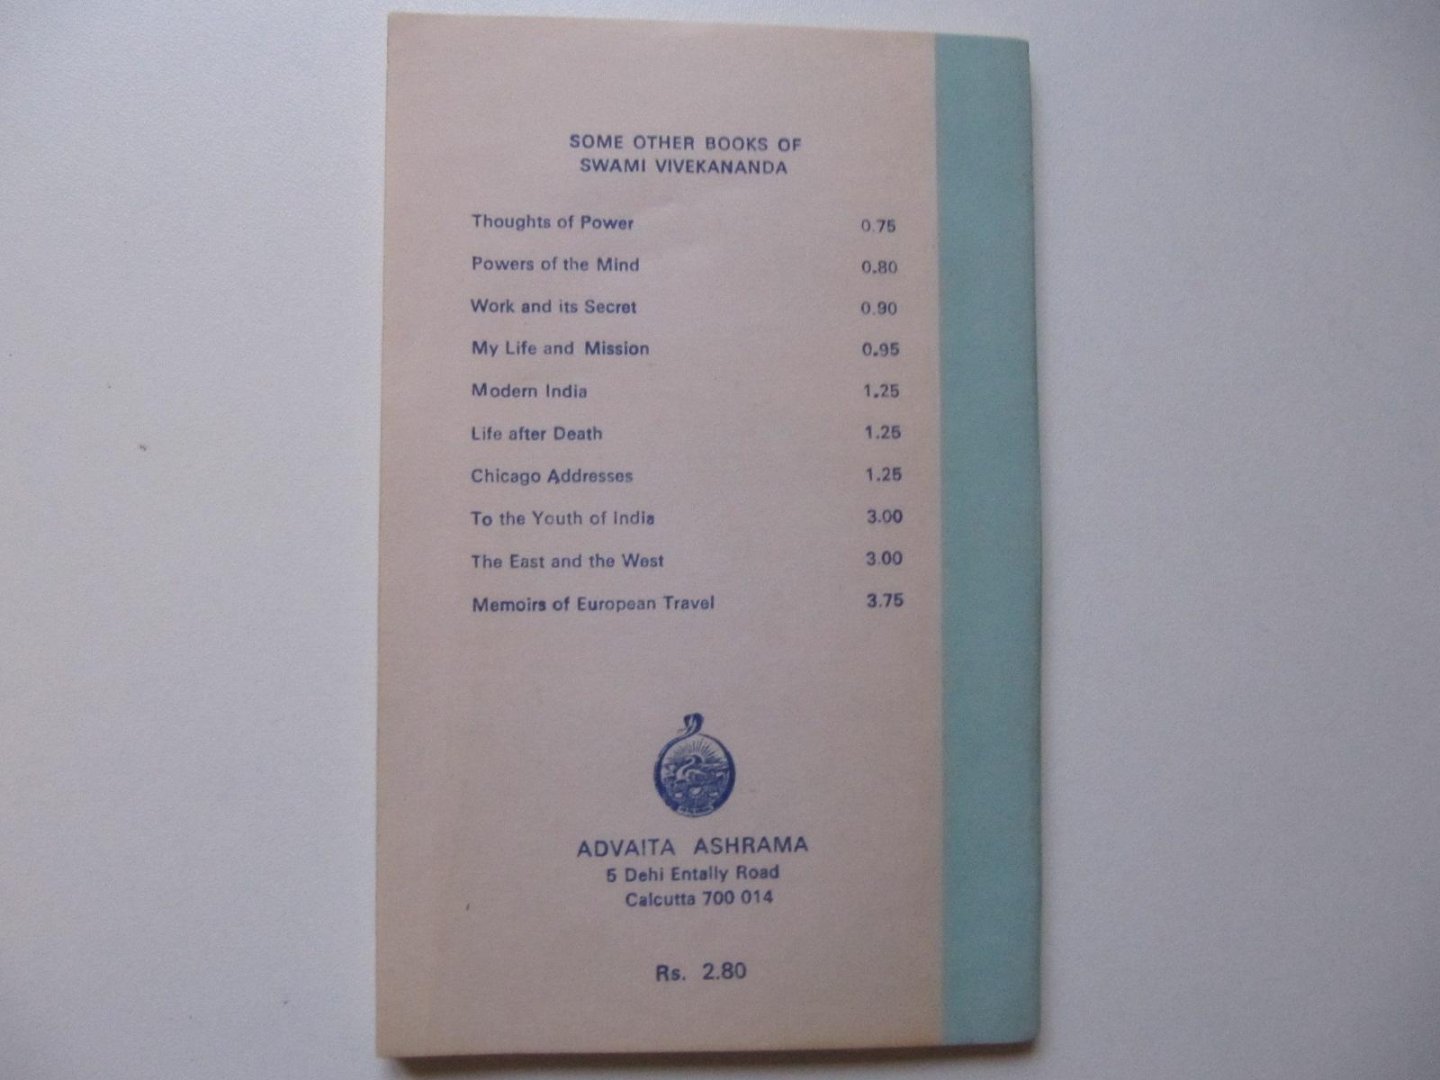 SOME OTHER BOOKS OF
SWAMI VIVEKANANDA
Thoughts of Power 0.75
Powers of the Mind 0.80
Work and its Secret 0.90
My Life and Mission 0.95
Modern India 1.25
Life after Death 1.25
Chicago Addresses 1.25
To the Youth of India 3.00
The East and the West 3.00
Memoirs of European Travel 3.75
ADVAITA ASHRAMA
5 Dehi Entally Road
Calcutta 700 014
Rs. 2.80